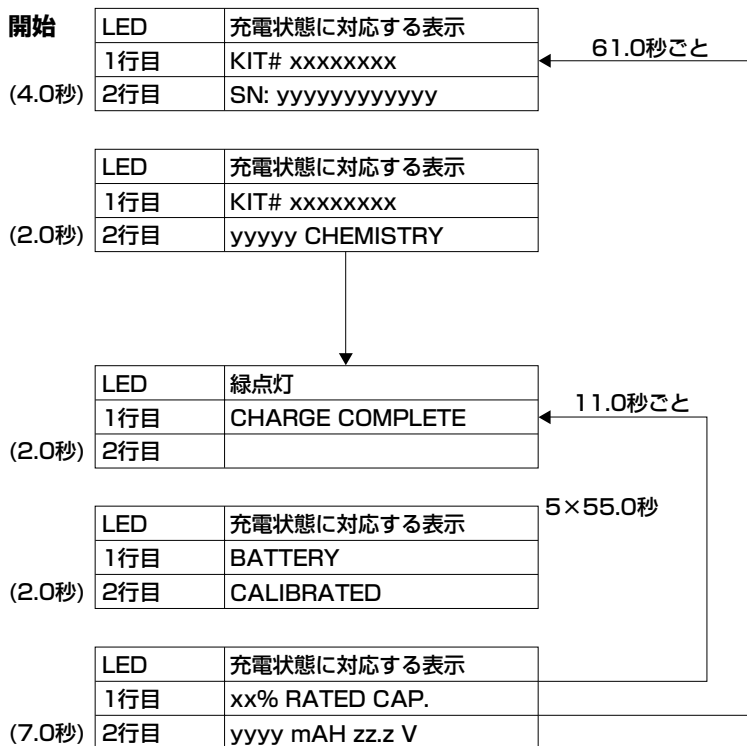 開始
LED 充電状態に対応する表示
1行目 KIT# xxxxxxxx
61.0秒ごと
(4.0秒) 2行目 SN: yyyyyyyyyyyy
LED 充電状態に対応する表示
1行目 KIT# xxxxxxxx
(2.0秒) 2行目 yyyyy CHEMISTRY
LED 緑点灯
1行目 CHARGE COMPLETE
11.0秒ごと
(2.0秒) 2行目
5×55.0秒
LED 充電状態に対応する表示
1行目 BATTERY
(2.0秒) 2行目 CALIBRATED
LED 充電状態に対応する表示
1行目 xx% RATED CAP.
(7.0秒) 2行目 yyyy mAH zz.z V